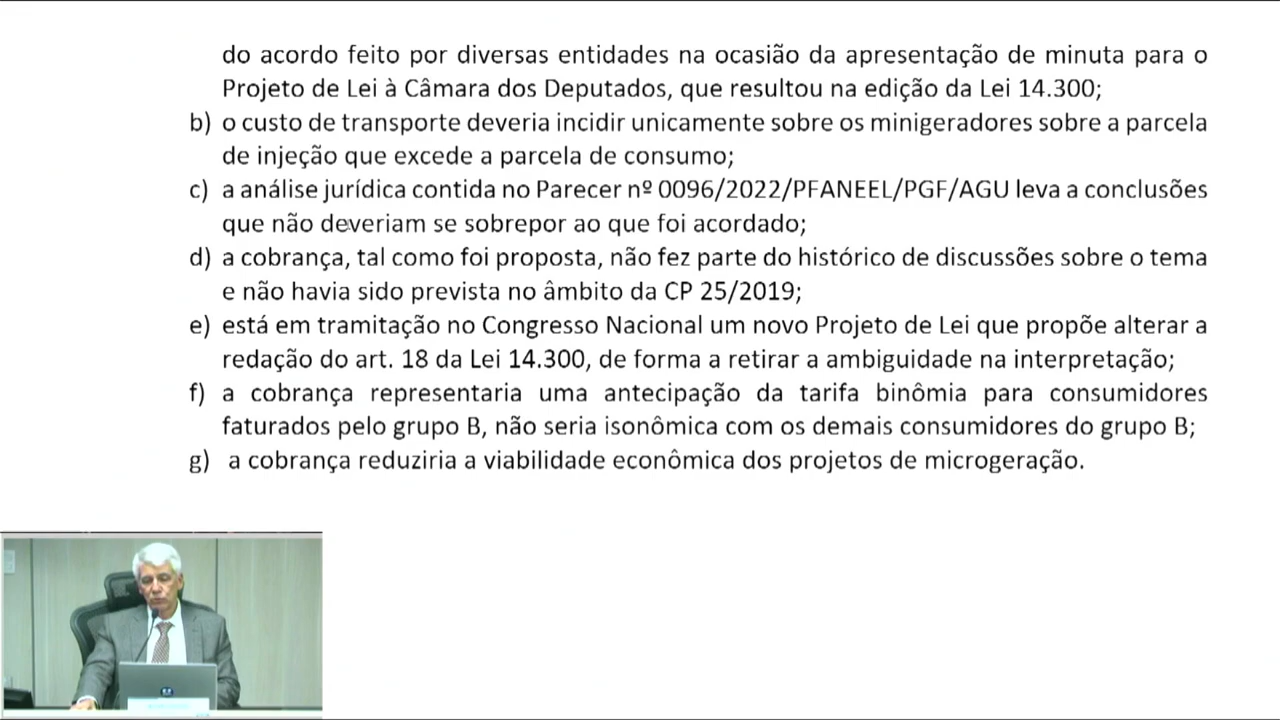 do acordo feito por diversas entidades na ocasião da apresentação de minuta para o
Projeto de Lei à Câmara dos Deputados, que resultou na edição da Lei 14.300;
b) o custo de transporte deveria incidir unicamente sobre os minigeradores sobre a parcela
de injeção que excede a parcela de consumo;
c) a análise jurídica contida no Parecer nº 0096/2022/PFANEEL/PGF/AGU leva a conclusões
que não deveriam se sobrepor ao que foi acordado;
d) a cobrança, tal como foi proposta, não fez parte do histórico de discussões sobre o tema
e não havia sido prevista no âmbito da CP 25/2019;
e) está em tramitação no Congresso Nacional um novo Projeto de Lei que propõe alterar a
redação do art. 18 da Lei 14.300, de forma a retirar a ambiguidade na interpretação;
f) a cobrança representaria uma antecipação da tarifa binômia para consumidores
faturados pelo grupo B, não seria isonômica com os demais consumidores do grupo B;
g) a cobrança reduziria a viabilidade econômica dos projetos de microgeração.